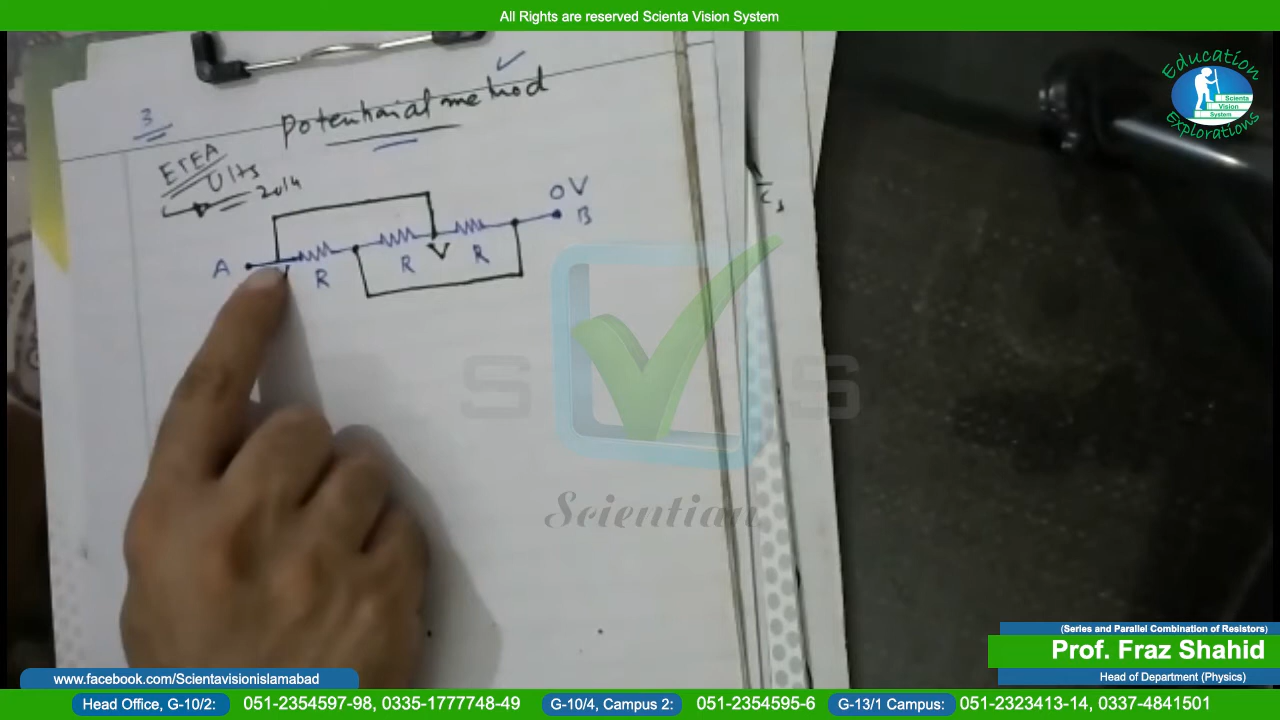 All Rights are reserved Scienta Vision System
Education
Scienta
Vision
System
Explorations
3
Potential method
ETEA
2014
0V
A
R
R
V
R
B
S
S
Scientian
(Series and Parallel Combination of Resistors)
Prof. Fraz Shahid
Head of Department (Physics)
www.facebook.com/Scientavisionislamabad
Head Office, G-10/2: 051-2354597-98, 0335-1777748-49 G-10/4, Campus 2: 051-2354595-6 G-13/1 Campus: 051-2323413-14, 0337-4841501